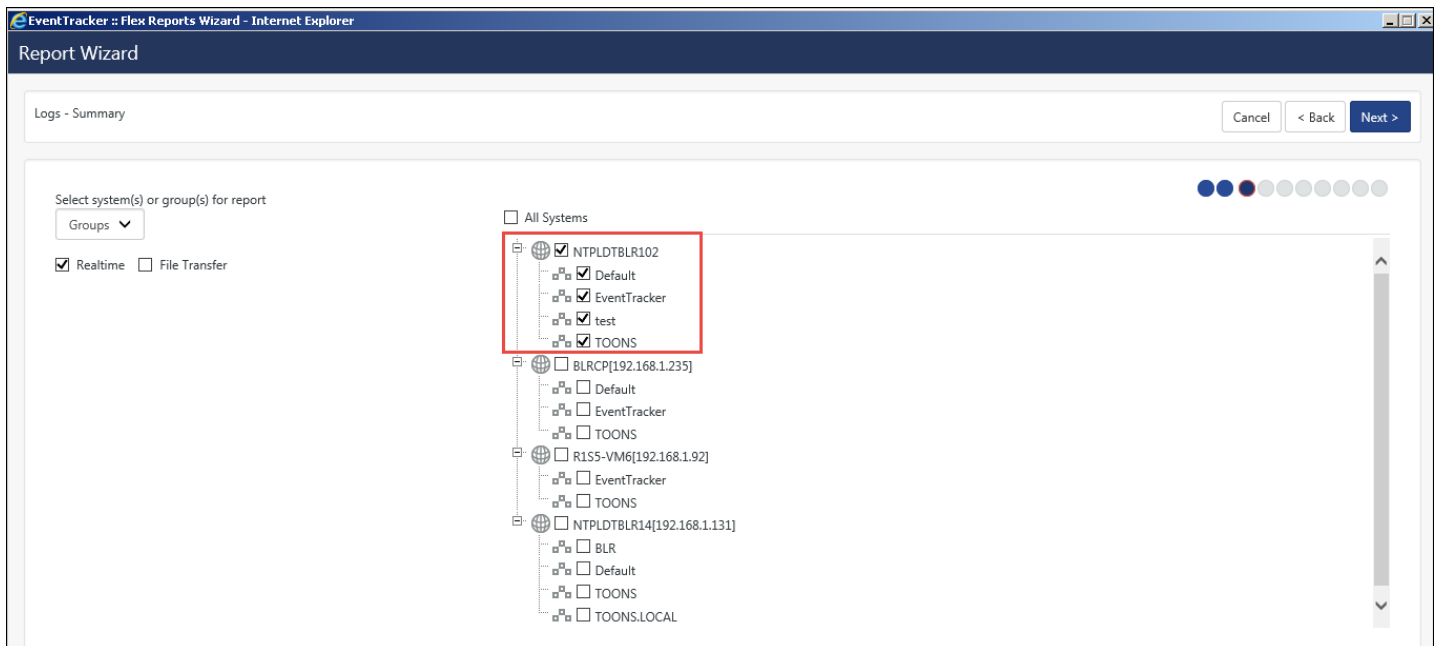 EventTracker :: Flex Reports Wizard - Internet Explorer
Report Wizard
Logs - Summary
Cancel
< Back
Next >
Select system(s) or group(s) for report
Groups
Realtime
File Transfer
All Systems
NTPLDTBLR102
Default
EventTracker
test
TOONS
BLRCP[192.168.1.235]
Default
EventTracker
TOONS
R1S5-VM6[192.168.1.92]
EventTracker
TOONS
NTPLDTBLR14[192.168.1.131]
BLR
Default
TOONS
TOONS.LOCAL